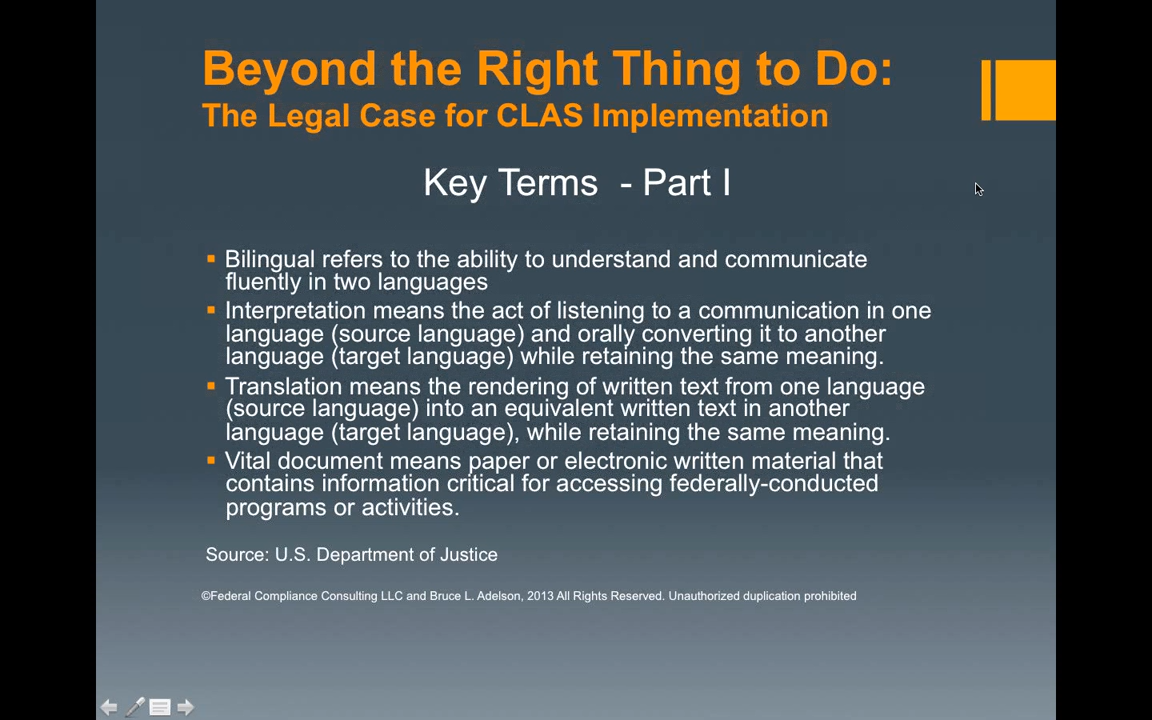 Beyond the Right Thing to Do:
The Legal Case for CLAS Implementation
Key Terms - Part I
Bilingual refers to the ability to understand and communicate
fluently in two languages
Interpretation means the act of listening to a communication in one
language (source language) and orally converting it to another
language (target language) while retaining the same meaning.
Translation means the rendering of written text from one language
(source language) into an equivalent written text in another
language (target language), while retaining the same meaning.
Vital document means paper or electronic written material that
contains information critical for accessing federally-conducted
programs or activities.
Source: U.S. Department of Justice
©Federal Compliance Consulting LLC and Bruce L. Adelson, 2013 All Rights Reserved. Unauthorized duplication prohibited